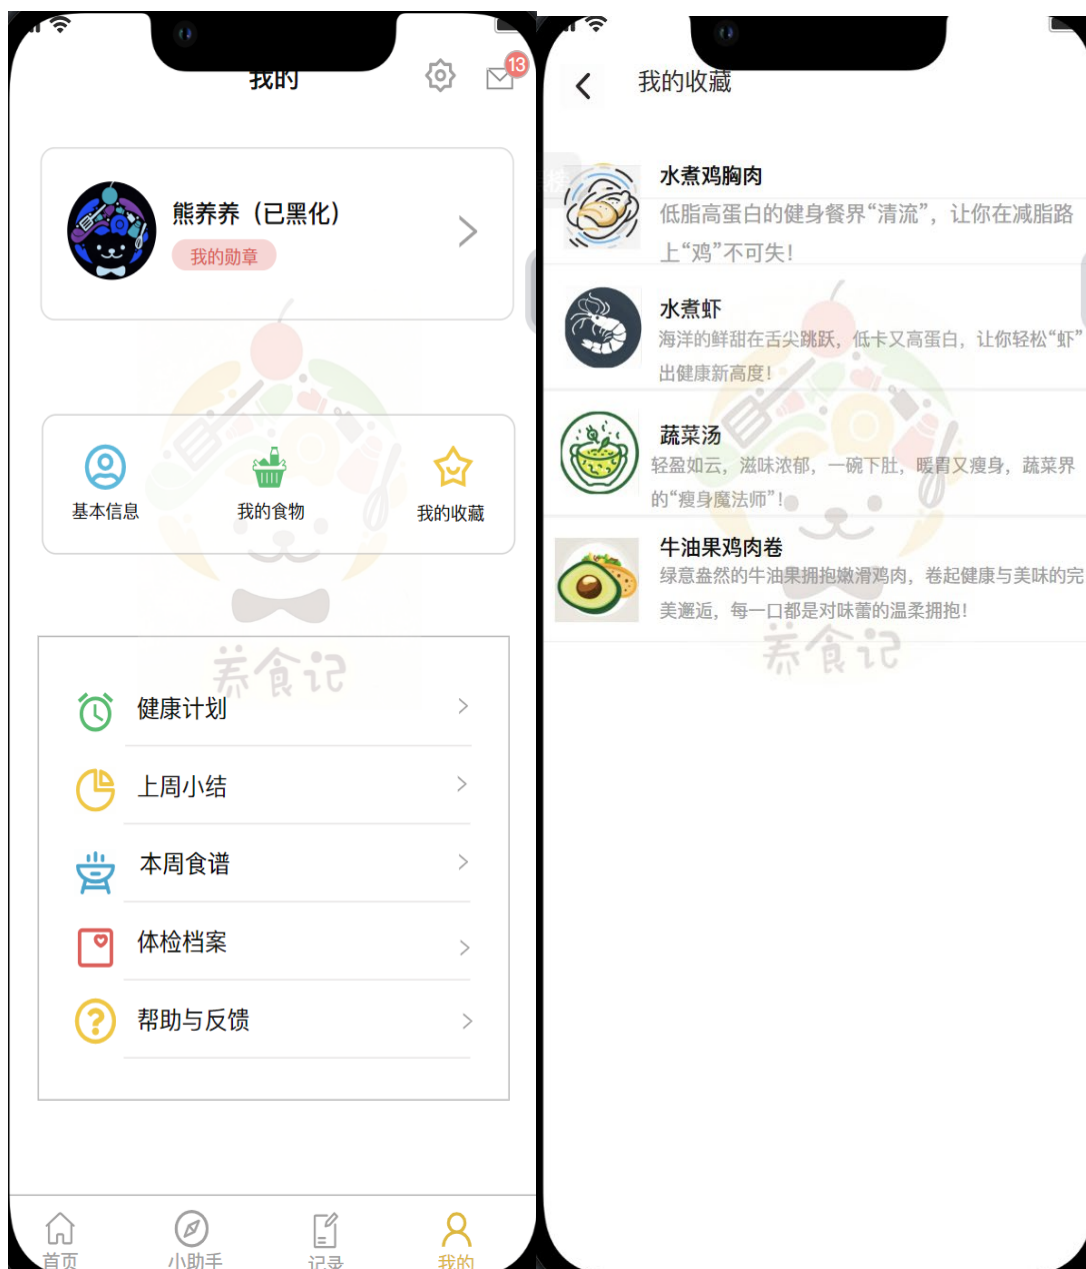 我的
13
熊养养（已黑化）
我的勋章
基本信息
我的食物
我的收藏
养食记
健康计划
上周小结
本周食谱
体检档案
帮助与反馈
首页
小助手
记录
我的
我的收藏
水煮鸡胸肉
低脂高蛋白的健身餐界“清流”，让你在减脂路
上“鸡”不可失！
水煮虾
海洋的鲜甜在舌尖跳跃，低卡又高蛋白，让你轻松“虾”
出健康新高度！
蔬菜汤
轻盈如云，滋味浓郁，一碗下肚，暖胃又瘦身，蔬菜界
的“瘦身魔法师”！
牛油果鸡肉卷
绿意盎然的牛油果拥抱嫩滑鸡肉，卷起健康与美味的完
美邂逅，每一口都是对味蕾的温柔拥抱！
养食记